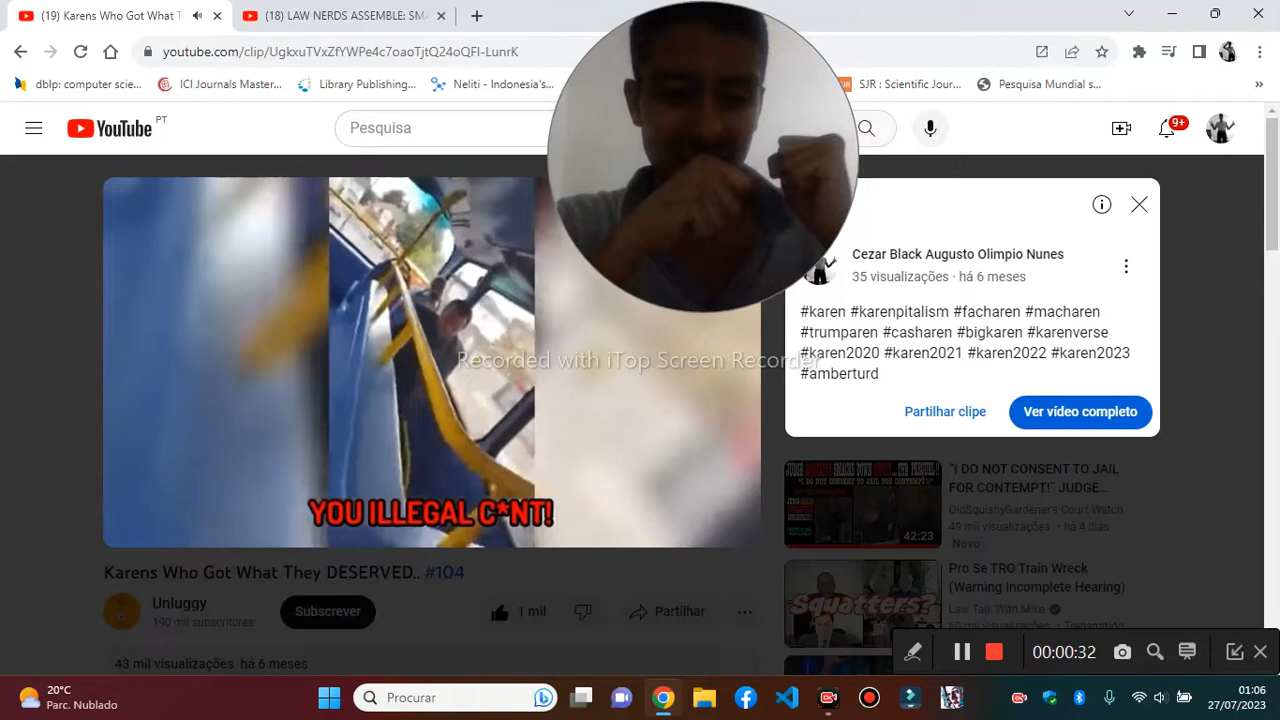 (19) Karens Who Got What T
(18) LAW NERDS ASSEMBLE: SMA
youtube.com/clip/UgkxuTVxZfYWPe4c7oaoTjtQ24oQFI-LunrK
dblp: computer scie...
ICI Journals Master...
Library Publishing...
Neliti - Indonesia's...
SJR : Scientific Jour...
Pesquisa Mundial s...
YouTube PT
Pesquisa
9+
Cezar Black Augusto Olimpio Nunes
35 visualizações · há 6 meses
#karen #karenpitalism #facharen #macharen
#trumparen #casharen #bigkaren #karenverse
#karen2020 #karen2021 #karen2022 #karen2023
#amberturd
Partilhar clipe
Ver vídeo completo
Recorded with iTop Screen Recorder
YOU ILLEGAL C*NT!
Karens Who Got What They DESERVED.. #104
Unluggy
190 mil subscritores
Subscrever
1 mil
Partilhar
43 mil visualizações há 6 meses
"I DO NOT CONSENT TO JAIL
FOR CONTEMPT!" JUDGE...
OldSquishyGardener's Court Watch
49 mil visualizações · há 4 dias
Novo
42:23
Pro Se TRO Train Wreck
(Warning Incomplete Hearing)
Law Talk With Mike
Squatters?
00:00:32
20°C
Parc. Nublado
Procurar
01:08
27/07/2023